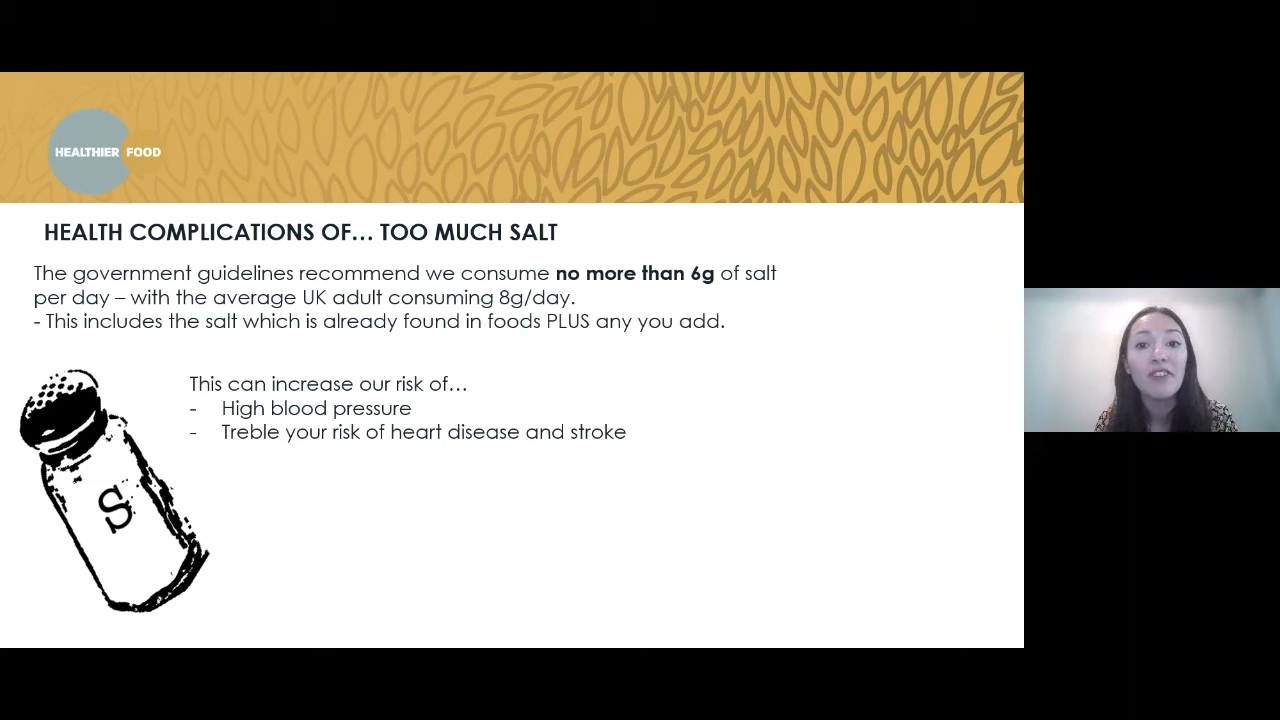 HEALTHIER FOOD
HEALTH COMPLICATIONS OF... TOO MUCH SALT
The government guidelines recommend we consume no more than 6g of salt
per day – with the average UK adult consuming 8g/day.
- This includes the salt which is already found in foods PLUS any you add.
This can increase our risk of...
- High blood pressure
- Treble your risk of heart disease and stroke
S